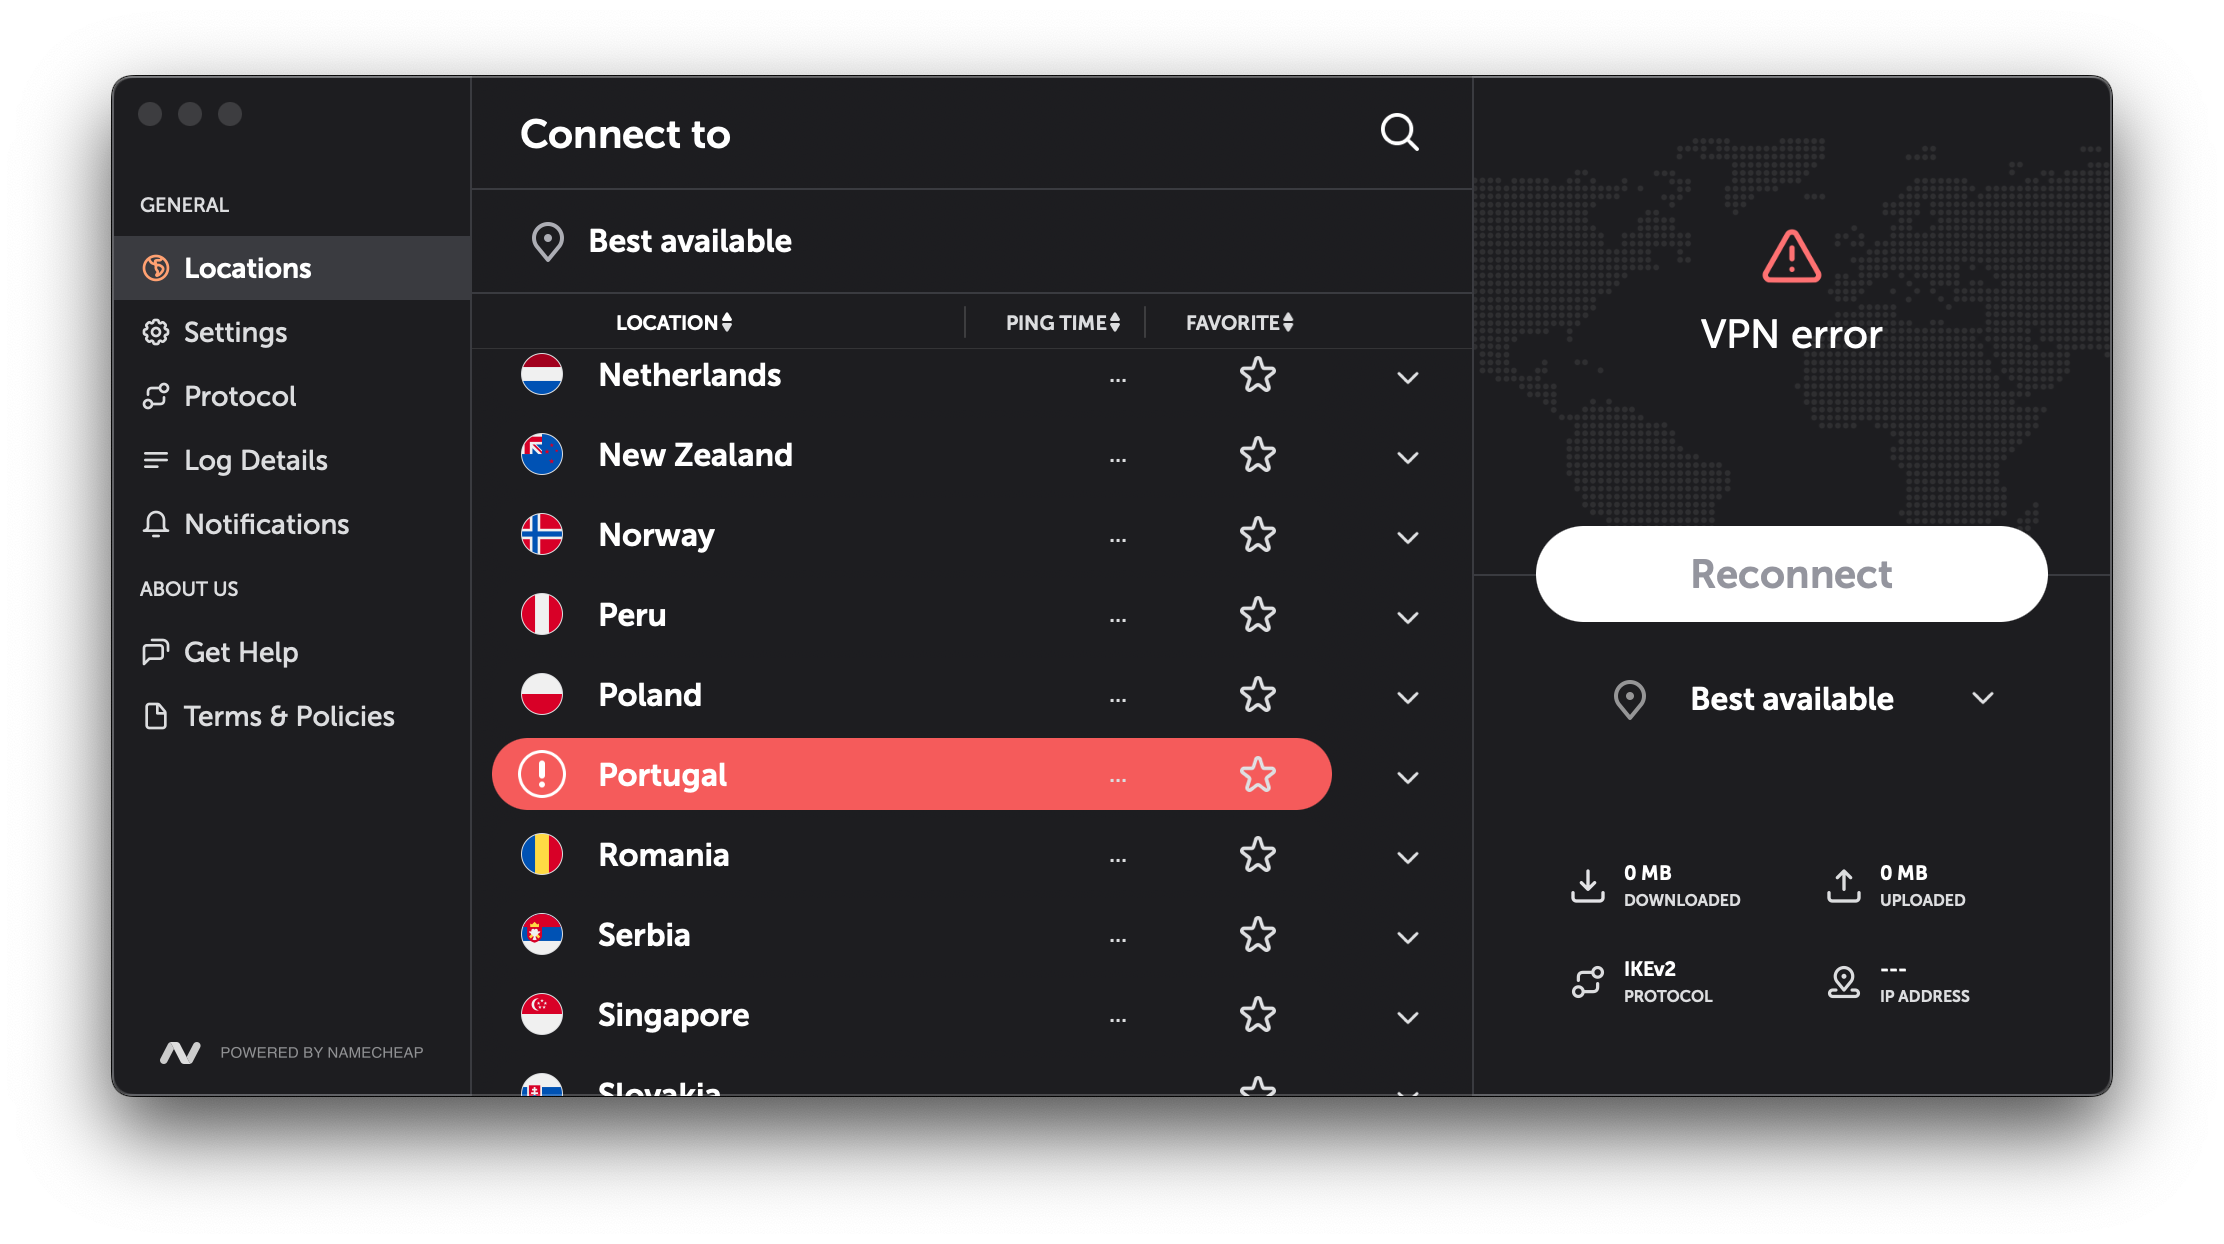 Connect to
GENERAL
Locations
Settings
Protocol
Log Details
Notifications
ABOUT US
Get Help
Terms & Policies
POWERED BY NAMECHEAP
Best available
LOCATION PING TIME FAVORITE
Netherlands ...
New Zealand ...
Norway ...
Peru ...
Poland ...
Portugal ...
Romania ...
Serbia ...
Singapore ...
Slovakia
VPN error
Reconnect
Best available
0 MB
DOWNLOADED
0 MB
UPLOADED
IKEv2
PROTOCOL
---
IP ADDRESS